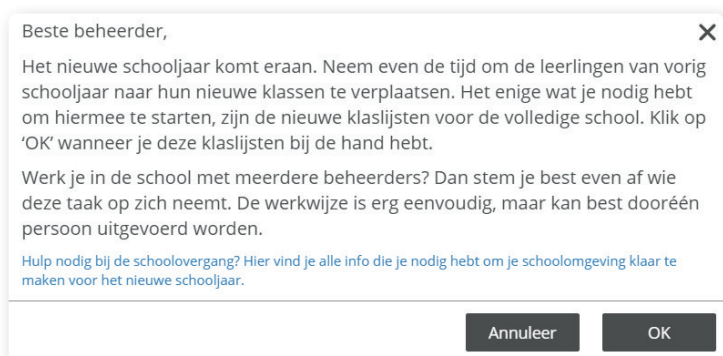 Beste beheerder,
Het nieuwe schooljaar komt eraan. Neem even de tijd om de leerlingen van vorig
schooljaar naar hun nieuwe klassen te verplaatsen. Het enige wat je nodig hebt
om hiermee te starten, zijn de nieuwe klaslijsten voor de volledige school. Klik op
‘OK’ wanneer je deze klaslijsten bij de hand hebt.
Werk je in de school met meerdere beheerders? Dan stem je best even af wie
deze taak op zich neemt. De werkwijze is erg eenvoudig, maar kan best dooréén
persoon uitgevoerd worden.
Hulp nodig bij de schoolovergang? Hier vind je alle info die je nodig hebt om je schoolomgeving klaar te
maken voor het nieuwe schooljaar.
Annuleer OK